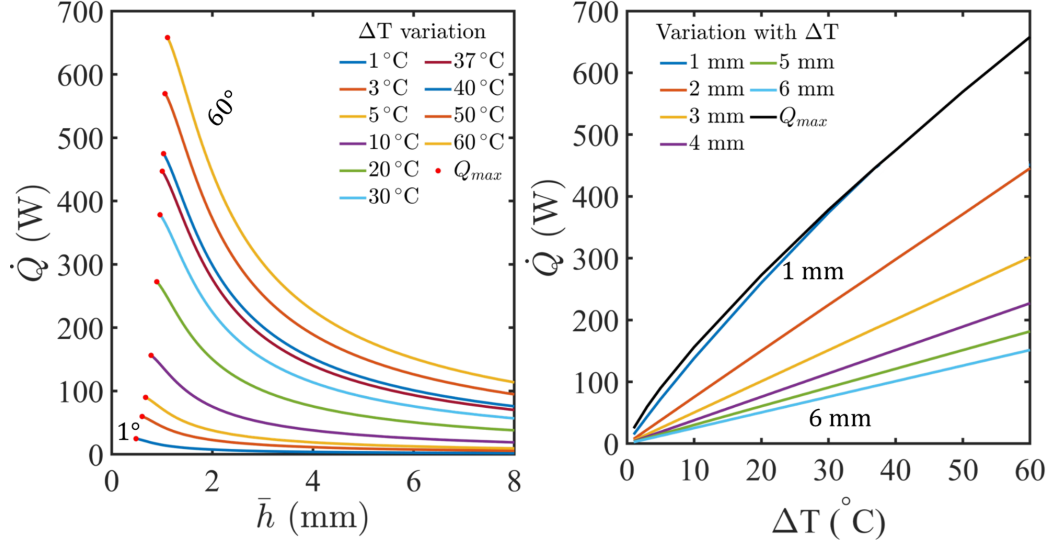 700
600
500
400
300
200
100
0
Q̇ (W)
0 2 4 6 8
h̄ (mm)
ΔT variation
1 °C
3 °C
5 °C
10 °C
20 °C
30 °C
37 °C
40 °C
50 °C
60 °C
Q_max
60°
1°
700
600
500
400
300
200
100
0
Q̇ (W)
0 10 20 30 40 50 60
ΔT (°C)
Variation with ΔT
1 mm
2 mm
3 mm
4 mm
5 mm
6 mm
Q_max
1 mm
6 mm